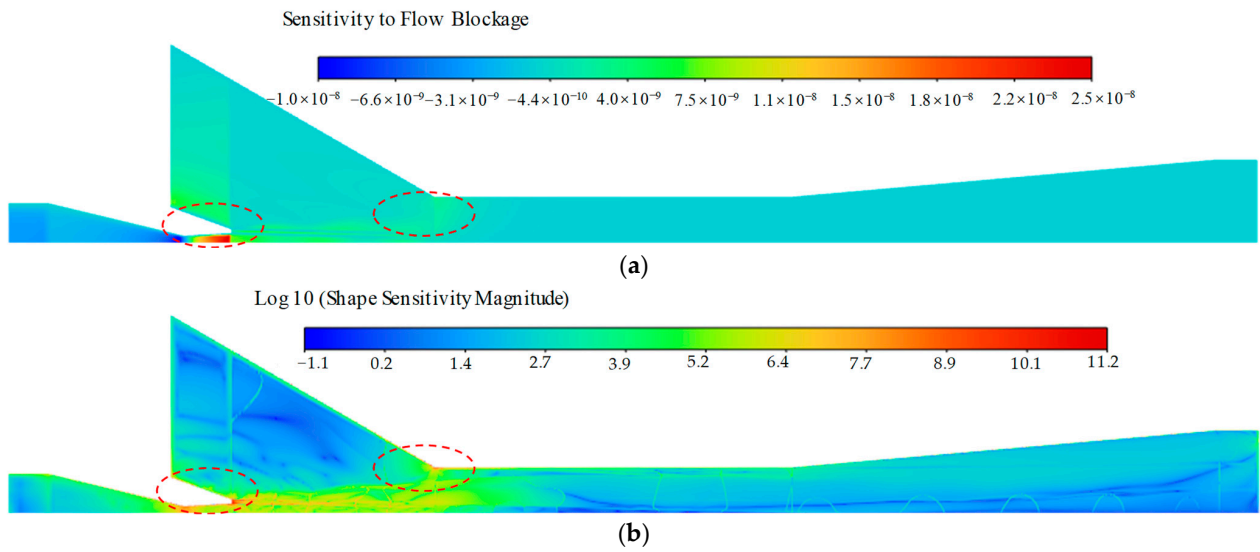 Sensitivity to Flow Blockage
−1.0×10⁻⁸ −6.6×10⁻⁹ −3.1×10⁻⁹ −4.4×10⁻¹⁰ 4.0×10⁻⁹ 7.5×10⁻⁹ 1.1×10⁻⁸ 1.5×10⁻⁸ 1.8×10⁻⁸ 2.2×10⁻⁸ 2.5×10⁻⁸
(a)
Log 10 (Shape Sensitivity Magnitude)
−1.1 0.2 1.4 2.7 3.9 5.2 6.4 7.7 8.9 10.1 11.2
(b)